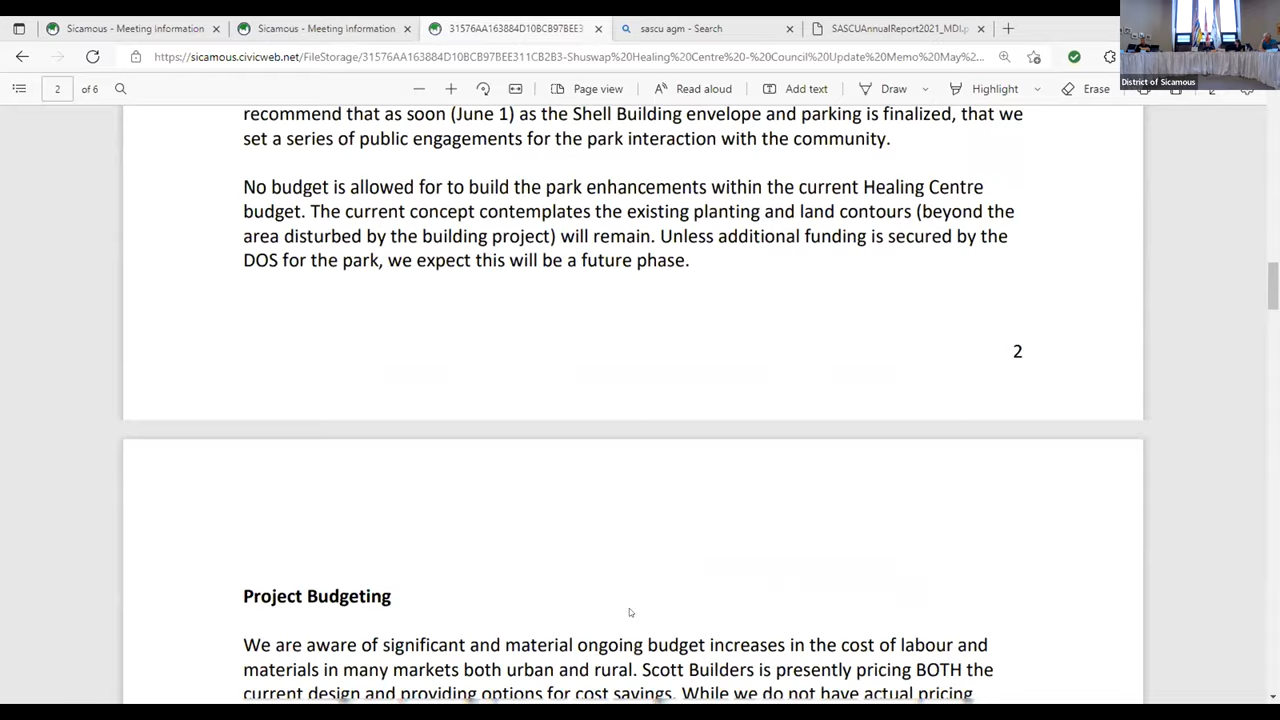 Sicamous - Meeting Information
Sicamous - Meeting Information
31576AA163884D10BCB97BEE3
sascu agm - Search
SASCUAnnualReport2021_MDI.p
https://sicamous.civicweb.net/FileStorage/31576AA163884D10BCB97BEE311CB2B3-Shuswap%20Healing%20Centre%20-%20Council%20Update%20Memo%20May%2...
2 of 6
Page view
Read aloud
Add text
Draw
Highlight
Erase
District of Sicamous
recommend that as soon (June 1) as the Shell Building envelope and parking is finalized, that we
set a series of public engagements for the park interaction with the community.
No budget is allowed for to build the park enhancements within the current Healing Centre
budget. The current concept contemplates the existing planting and land contours (beyond the
area disturbed by the building project) will remain. Unless additional funding is secured by the
DOS for the park, we expect this will be a future phase.
2
Project Budgeting
We are aware of significant and material ongoing budget increases in the cost of labour and
materials in many markets both urban and rural. Scott Builders is presently pricing BOTH the
current design and providing options for cost savings. While we do not have actual pricing